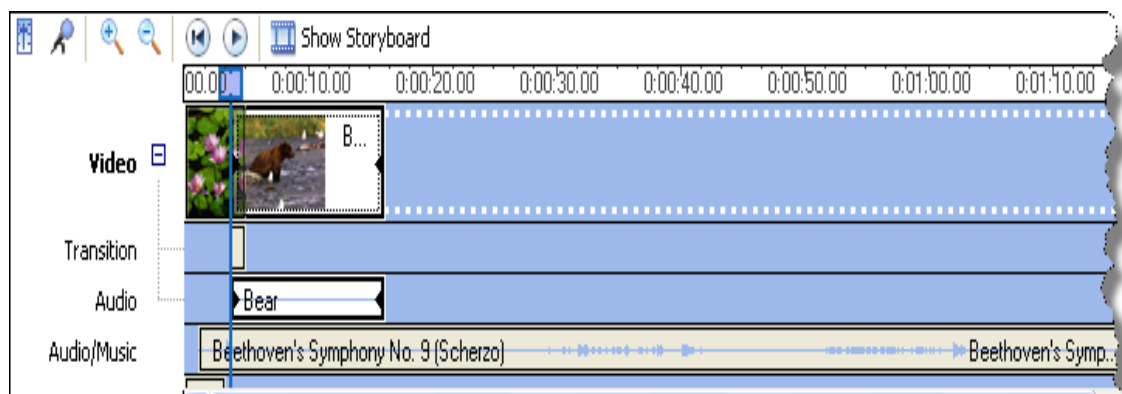 Show Storyboard
00.00 0:00:10.00 0:00:20.00 0:00:30.00 0:00:40.00 0:00:50.00 0:01:00.00 0:01:10.00
B...
Video
Transition
Audio
Bear
Audio/Music
Beethoven's Symphony No. 9 (Scherzo)
Beethoven's Symp...